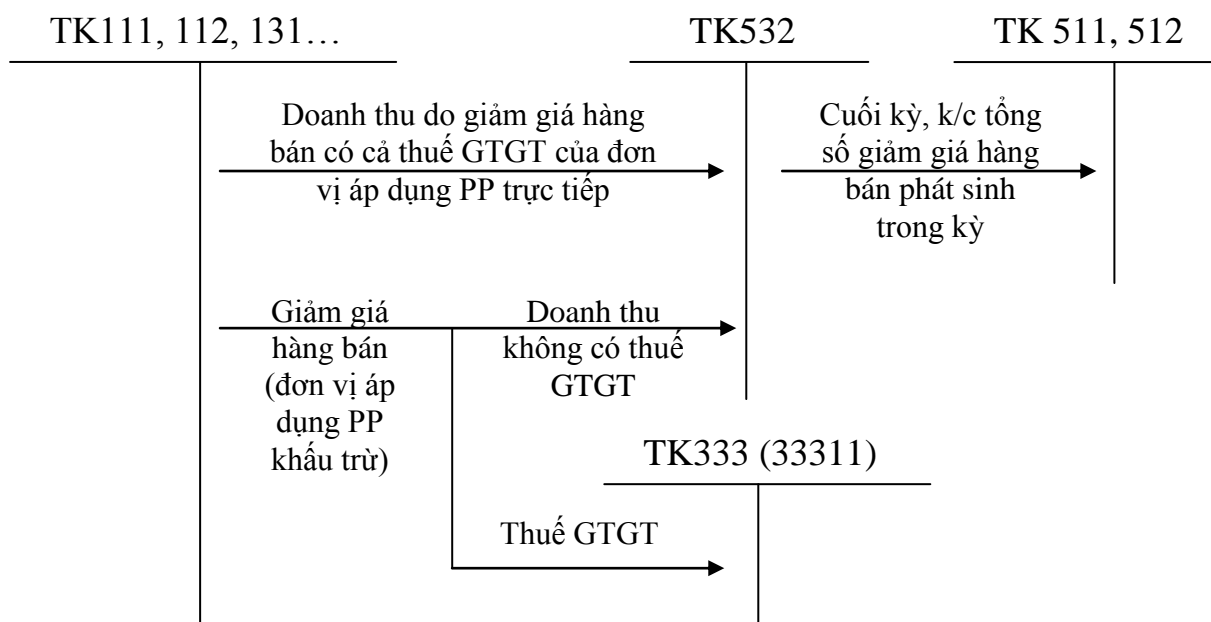 TK111, 112, 131…
TK532
TK 511, 512
Doanh thu do giảm giá hàng
bán có cả thuế GTGT của đơn
vị áp dụng PP trực tiếp
Cuối kỳ, k/c tổng
số giảm giá hàng
bán phát sinh
trong kỳ
Giảm giá
hàng bán
(đơn vị áp
dụng PP
khấu trừ)
Doanh thu
không có thuế
GTGT
TK333 (33311)
Thuế GTGT